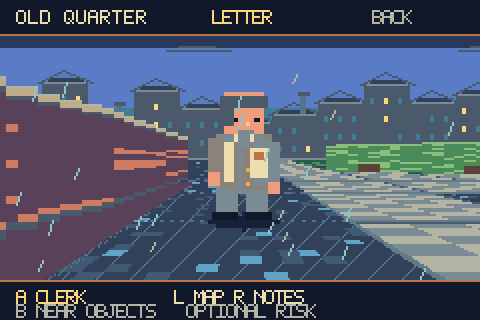 OLD QUARTER LETTER BACK
A CLERK L MAP R NOTES
B NEAR OBJECTS OPTIONAL RISK